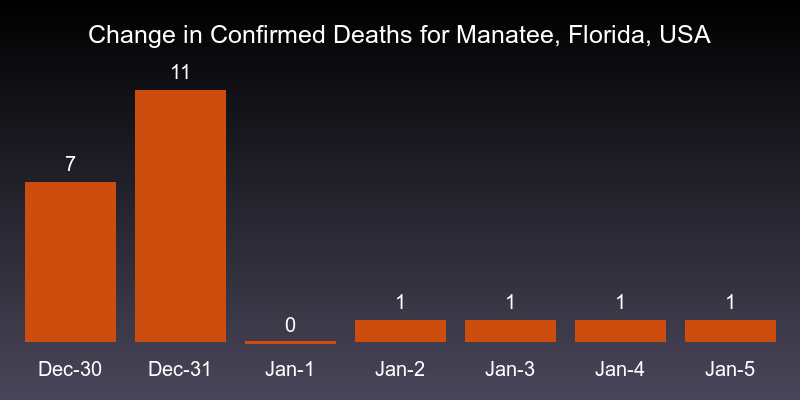 Change in Confirmed Deaths for Manatee, Florida, USA
11
7
0
1
1
1
1
Dec-30
Dec-31
Jan-1
Jan-2
Jan-3
Jan-4
Jan-5